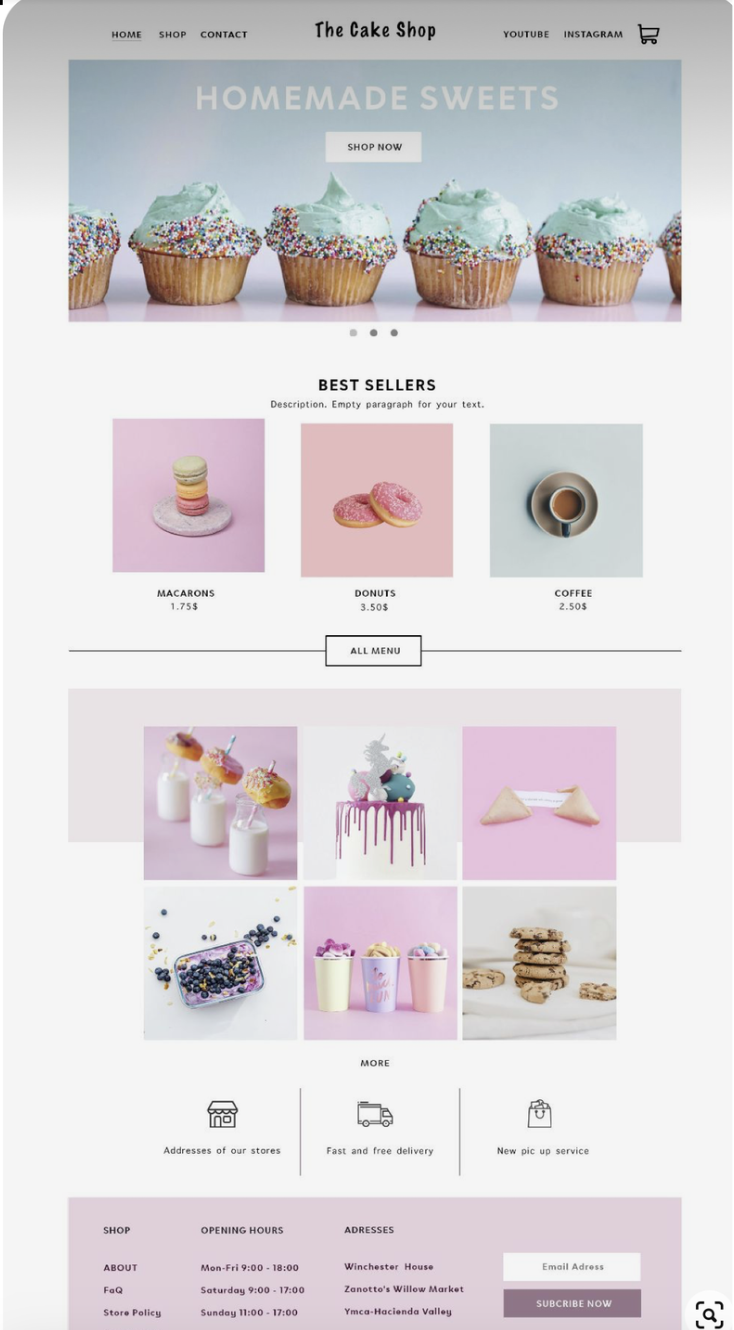 HOME SHOP CONTACT The Cake Shop YOUTUBE INSTAGRAM
HOMEMADE SWEETS
SHOP NOW
BEST SELLERS
Description. Empty paragraph for your text.
MACARONS DONUTS COFFEE
1.75$ 3.50$ 2.50$
ALL MENU
MORE
Addresses of our stores Fast and free delivery New pic up service
SHOP OPENING HOURS ADRESSES
ABOUT Mon-Fri 9:00 - 18:00 Winchester House Email Adress
FaQ Saturday 9:00 - 17:00 Zanotto's Willow Market
SUBCRIBE NOW
Store Policy Sunday 11:00 - 17:00 Ymca-Hacienda Valley